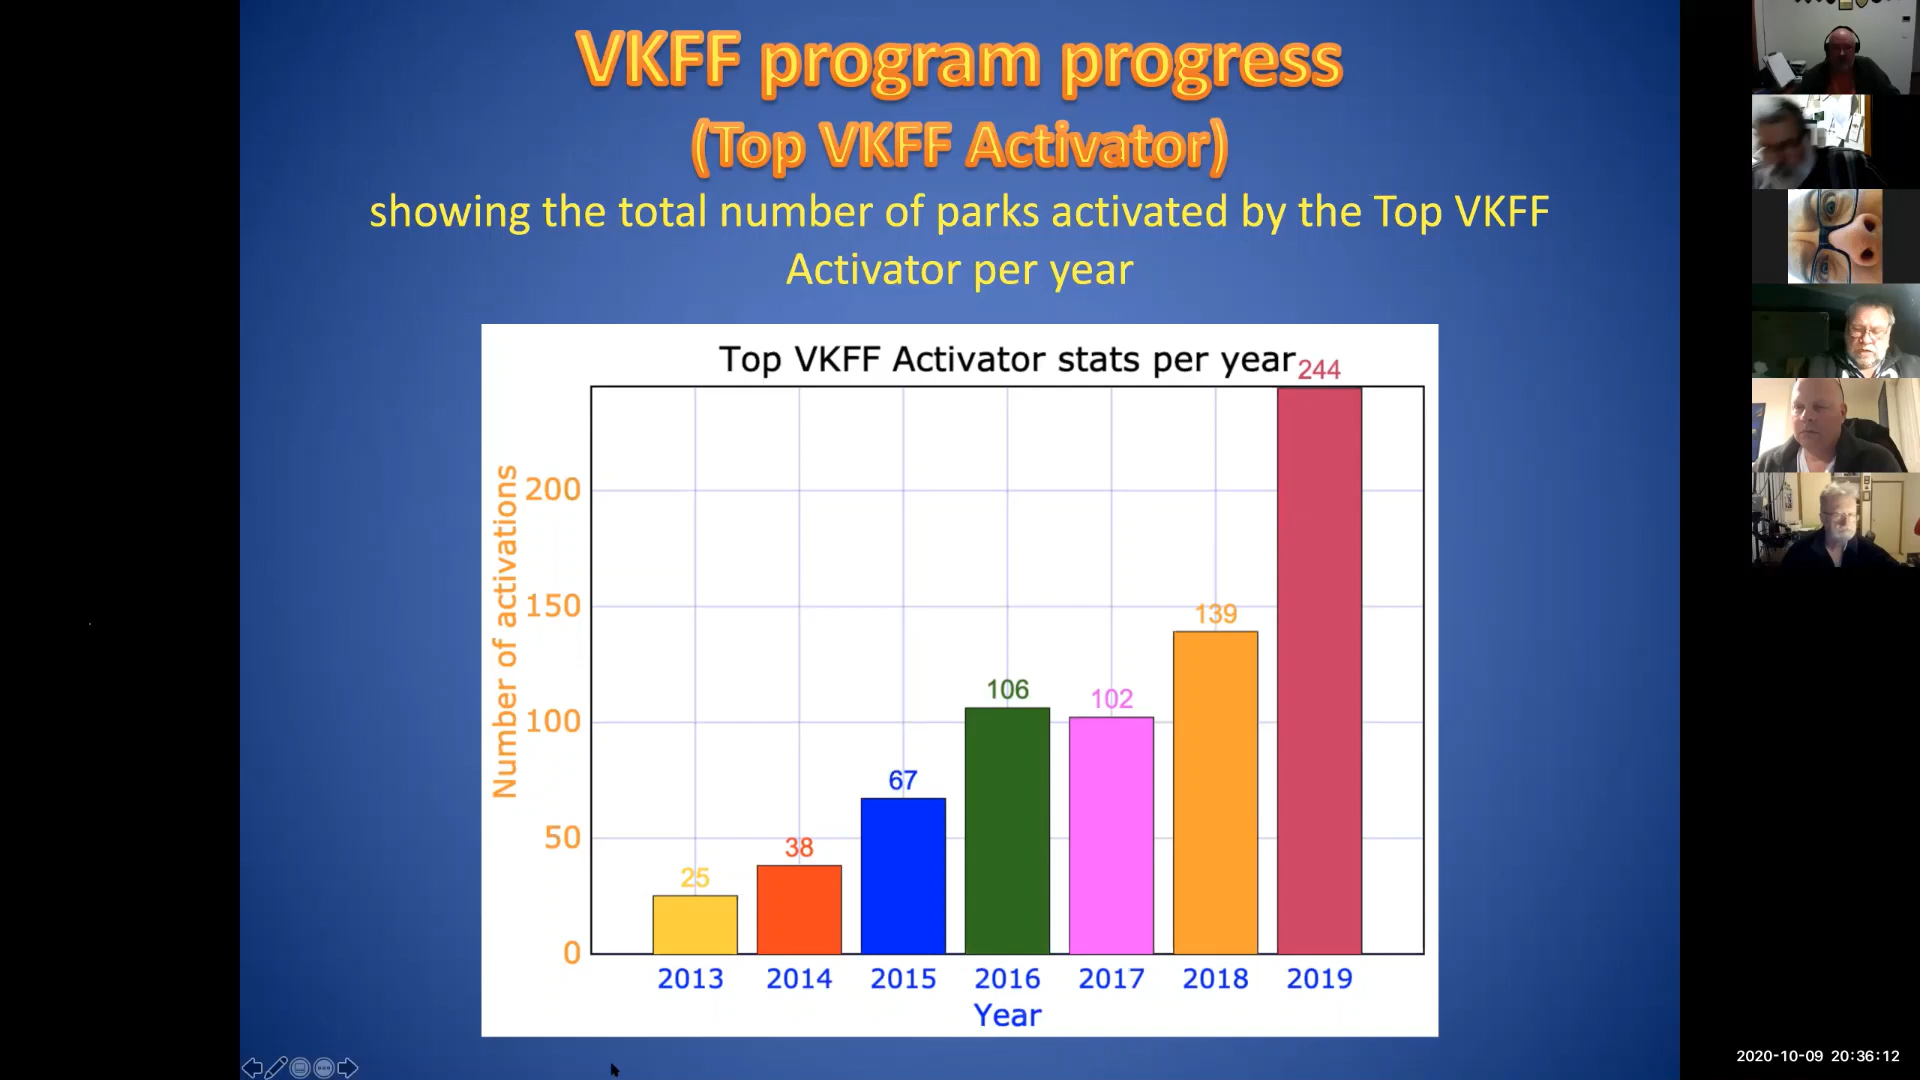 VKFF program progress
(Top VKFF Activator)
showing the total number of parks activated by the Top VKFF
Activator per year
Top VKFF Activator stats per year
244
Number of activations
200
150
139
106
102
100
67
50
38
25
0
2013 2014 2015 2016 2017 2018 2019
Year
2020-10-09 20:36:12